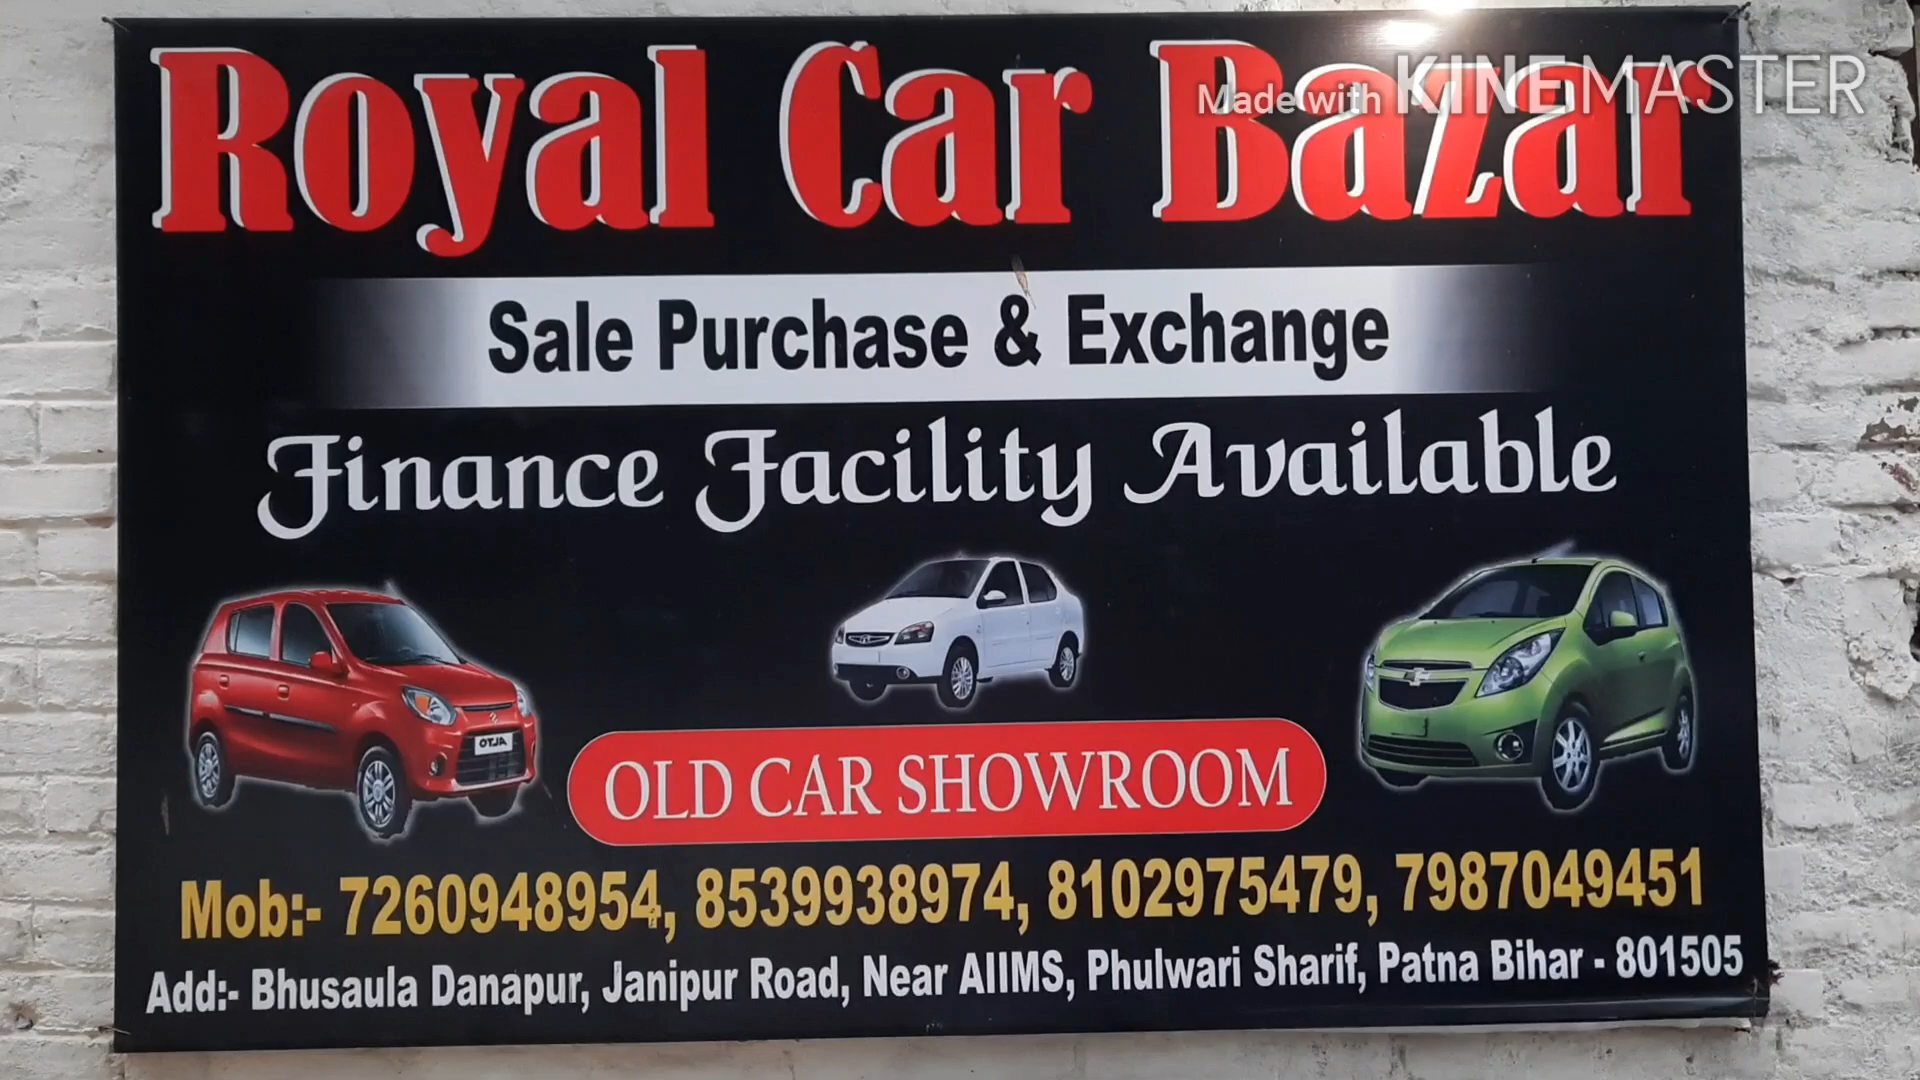 Royal Car Bazar
Made with KINEMASTER
Sale Purchase & Exchange
Finance Facility Available
OTJA
OLD CAR SHOWROOM
Mob:- 7260948954, 8539938974, 8102975479, 7987049451
Add:- Bhusaula Danapur, Janipur Road, Near AIIMS, Phulwari Sharif, Patna Bihar - 801505